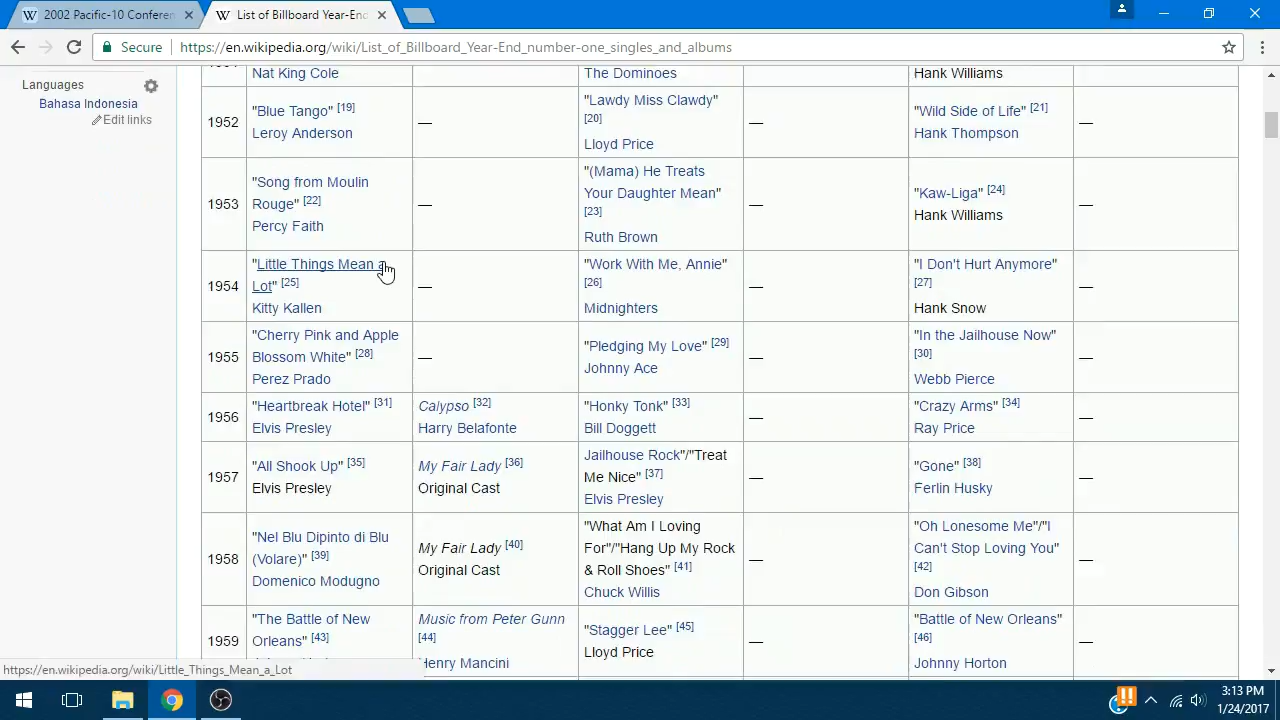 2002 Pacific-10 Conferen
List of Billboard Year-End
Secure
https://en.wikipedia.org/wiki/List_of_Billboard_Year-End_number-one_singles_and_albums
Languages
Bahasa Indonesia
Edit links
Nat King Cole
The Dominoes
Hank Williams
1952
"Blue Tango" [19]
Leroy Anderson
—
"Lawdy Miss Clawdy"
[20]
Lloyd Price
—
"Wild Side of Life" [21]
Hank Thompson
—
1953
"Song from Moulin
Rouge" [22]
Percy Faith
—
"(Mama) He Treats
Your Daughter Mean"
[23]
Ruth Brown
—
"Kaw-Liga" [24]
Hank Williams
—
1954
"Little Things Mean a
Lot" [25]
Kitty Kallen
—
"Work With Me, Annie"
[26]
Midnighters
—
"I Don't Hurt Anymore"
[27]
Hank Snow
—
1955
"Cherry Pink and Apple
Blossom White" [28]
Perez Prado
—
"Pledging My Love" [29]
Johnny Ace
—
"In the Jailhouse Now"
[30]
Webb Pierce
—
1956
"Heartbreak Hotel" [31]
Elvis Presley
Calypso [32]
Harry Belafonte
"Honky Tonk" [33]
Bill Doggett
—
"Crazy Arms" [34]
Ray Price
—
1957
"All Shook Up" [35]
Elvis Presley
My Fair Lady [36]
Original Cast
Jailhouse Rock"/"Treat
Me Nice" [37]
Elvis Presley
—
"Gone" [38]
Ferlin Husky
—
1958
"Nel Blu Dipinto di Blu
(Volare)" [39]
Domenico Modugno
My Fair Lady [40]
Original Cast
"What Am I Loving
For"/"Hang Up My Rock
& Roll Shoes" [41]
Chuck Willis
—
"Oh Lonesome Me"/"I
Can't Stop Loving You"
[42]
Don Gibson
—
1959
"The Battle of New
Orleans" [43]
Music from Peter Gunn
[44]
Henry Mancini
"Stagger Lee" [45]
Lloyd Price
—
"Battle of New Orleans"
[46]
Johnny Horton
—
https://en.wikipedia.org/wiki/Little_Things_Mean_a_Lot
3:13 PM
1/24/2017